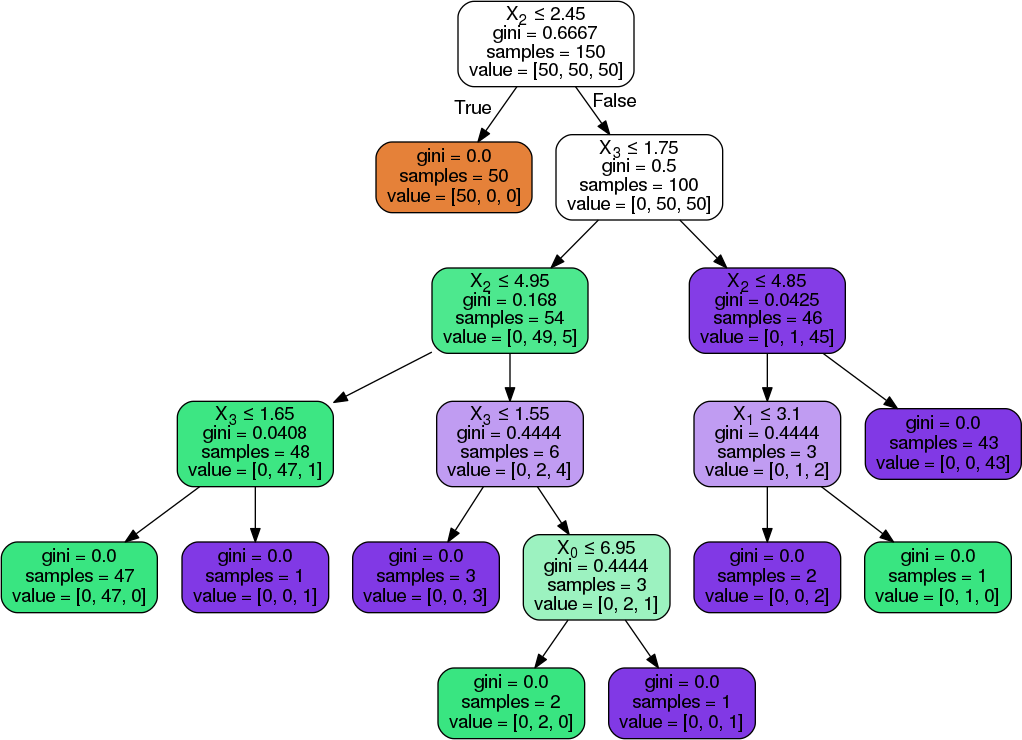 X₂ ≤ 2.45
gini = 0.6667
samples = 150
value = [50, 50, 50]
True
False
gini = 0.0
samples = 50
value = [50, 0, 0]
X₃ ≤ 1.75
gini = 0.5
samples = 100
value = [0, 50, 50]
X₂ ≤ 4.95
gini = 0.168
samples = 54
value = [0, 49, 5]
X₂ ≤ 4.85
gini = 0.0425
samples = 46
value = [0, 1, 45]
X₃ ≤ 1.65
gini = 0.0408
samples = 48
value = [0, 47, 1]
X₃ ≤ 1.55
gini = 0.4444
samples = 6
value = [0, 2, 4]
X₁ ≤ 3.1
gini = 0.4444
samples = 3
value = [0, 1, 2]
gini = 0.0
samples = 43
value = [0, 0, 43]
gini = 0.0
samples = 47
value = [0, 47, 0]
gini = 0.0
samples = 1
value = [0, 0, 1]
gini = 0.0
samples = 3
value = [0, 0, 3]
X₀ ≤ 6.95
gini = 0.4444
samples = 3
value = [0, 2, 1]
gini = 0.0
samples = 2
value = [0, 0, 2]
gini = 0.0
samples = 1
value = [0, 1, 0]
gini = 0.0
samples = 2
value = [0, 2, 0]
gini = 0.0
samples = 1
value = [0, 0, 1]